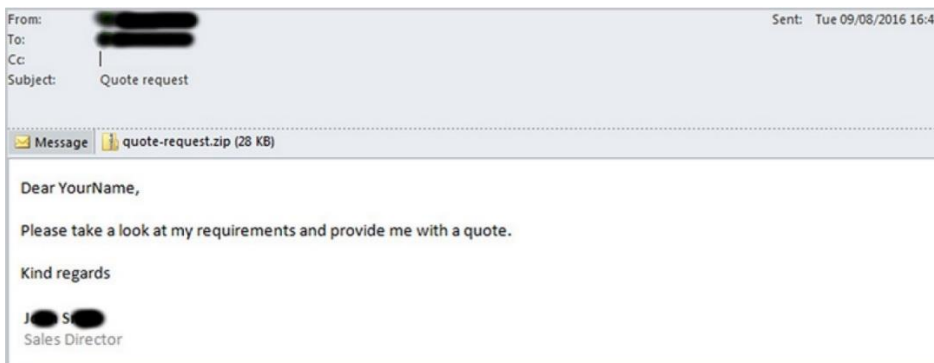 From:
Sent: Tue 09/08/2016 16:4
To:
Cc:
Subject: Quote request
Message quote-request.zip (28 KB)
Dear YourName,
Please take a look at my requirements and provide me with a quote.
Kind regards
Sales Director